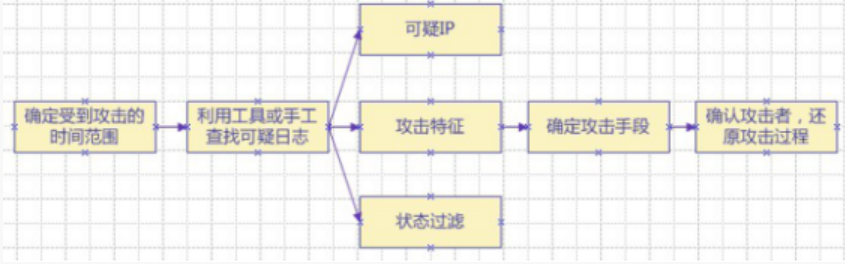 可疑IP
确定受到攻击的
时间范围
利用工具或手工
查找可疑日志
攻击特征
确定攻击手段
确认攻击者，还
原攻击过程
状态过滤